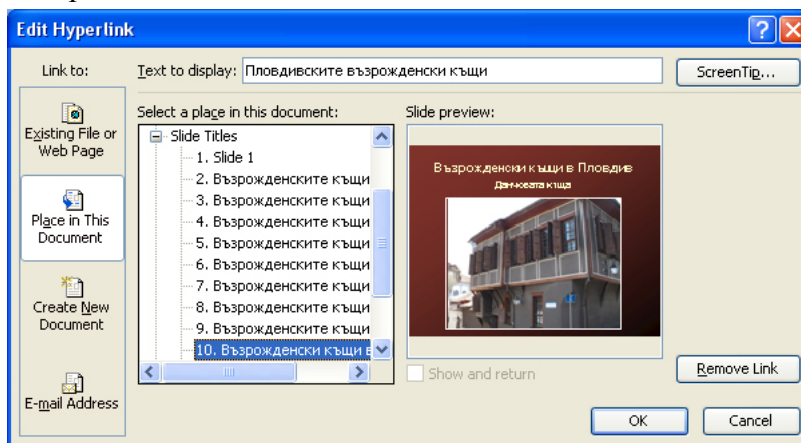 Edit Hyperlink
Link to:
Text to display: Пловдивските възрожденски къщи
ScreenTip...
Select a place in this document:
Slide preview:
Existing File or
Web Page
Place in This
Document
Create New
Document
E-mail Address
Slide Titles
1. Slide 1
2. Възрожденските къщи
3. Възрожденските къщи
4. Възрожденските къщи
5. Възрожденските къщи
6. Възрожденските къщи
7. Възрожденските къщи
8. Възрожденските къщи
9. Възрожденските къщи
10. Възрожденски къщи в
Възрожденски къщи в Пловдив
Данчовата къща
Show and return
Remove Link
OK
Cancel